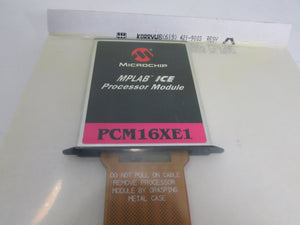 MICROCHIP
MPLAB® ICE
Processor Module
PCM16XE1
DO NOT PULL ON CABLE
REMOVE PROCESSOR
MODULE BY GRASPING
METAL CASE